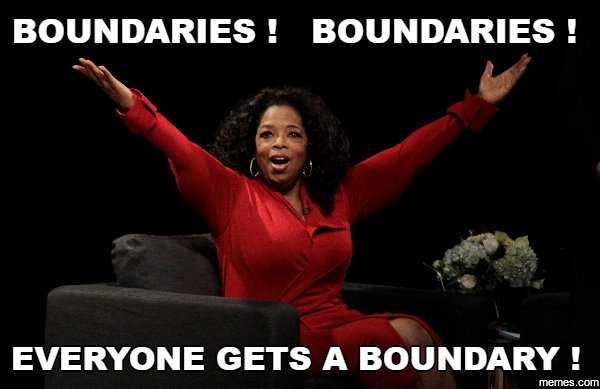 BOUNDARIES !   BOUNDARIES !
EVERYONE GETS A BOUNDARY !
memes.com